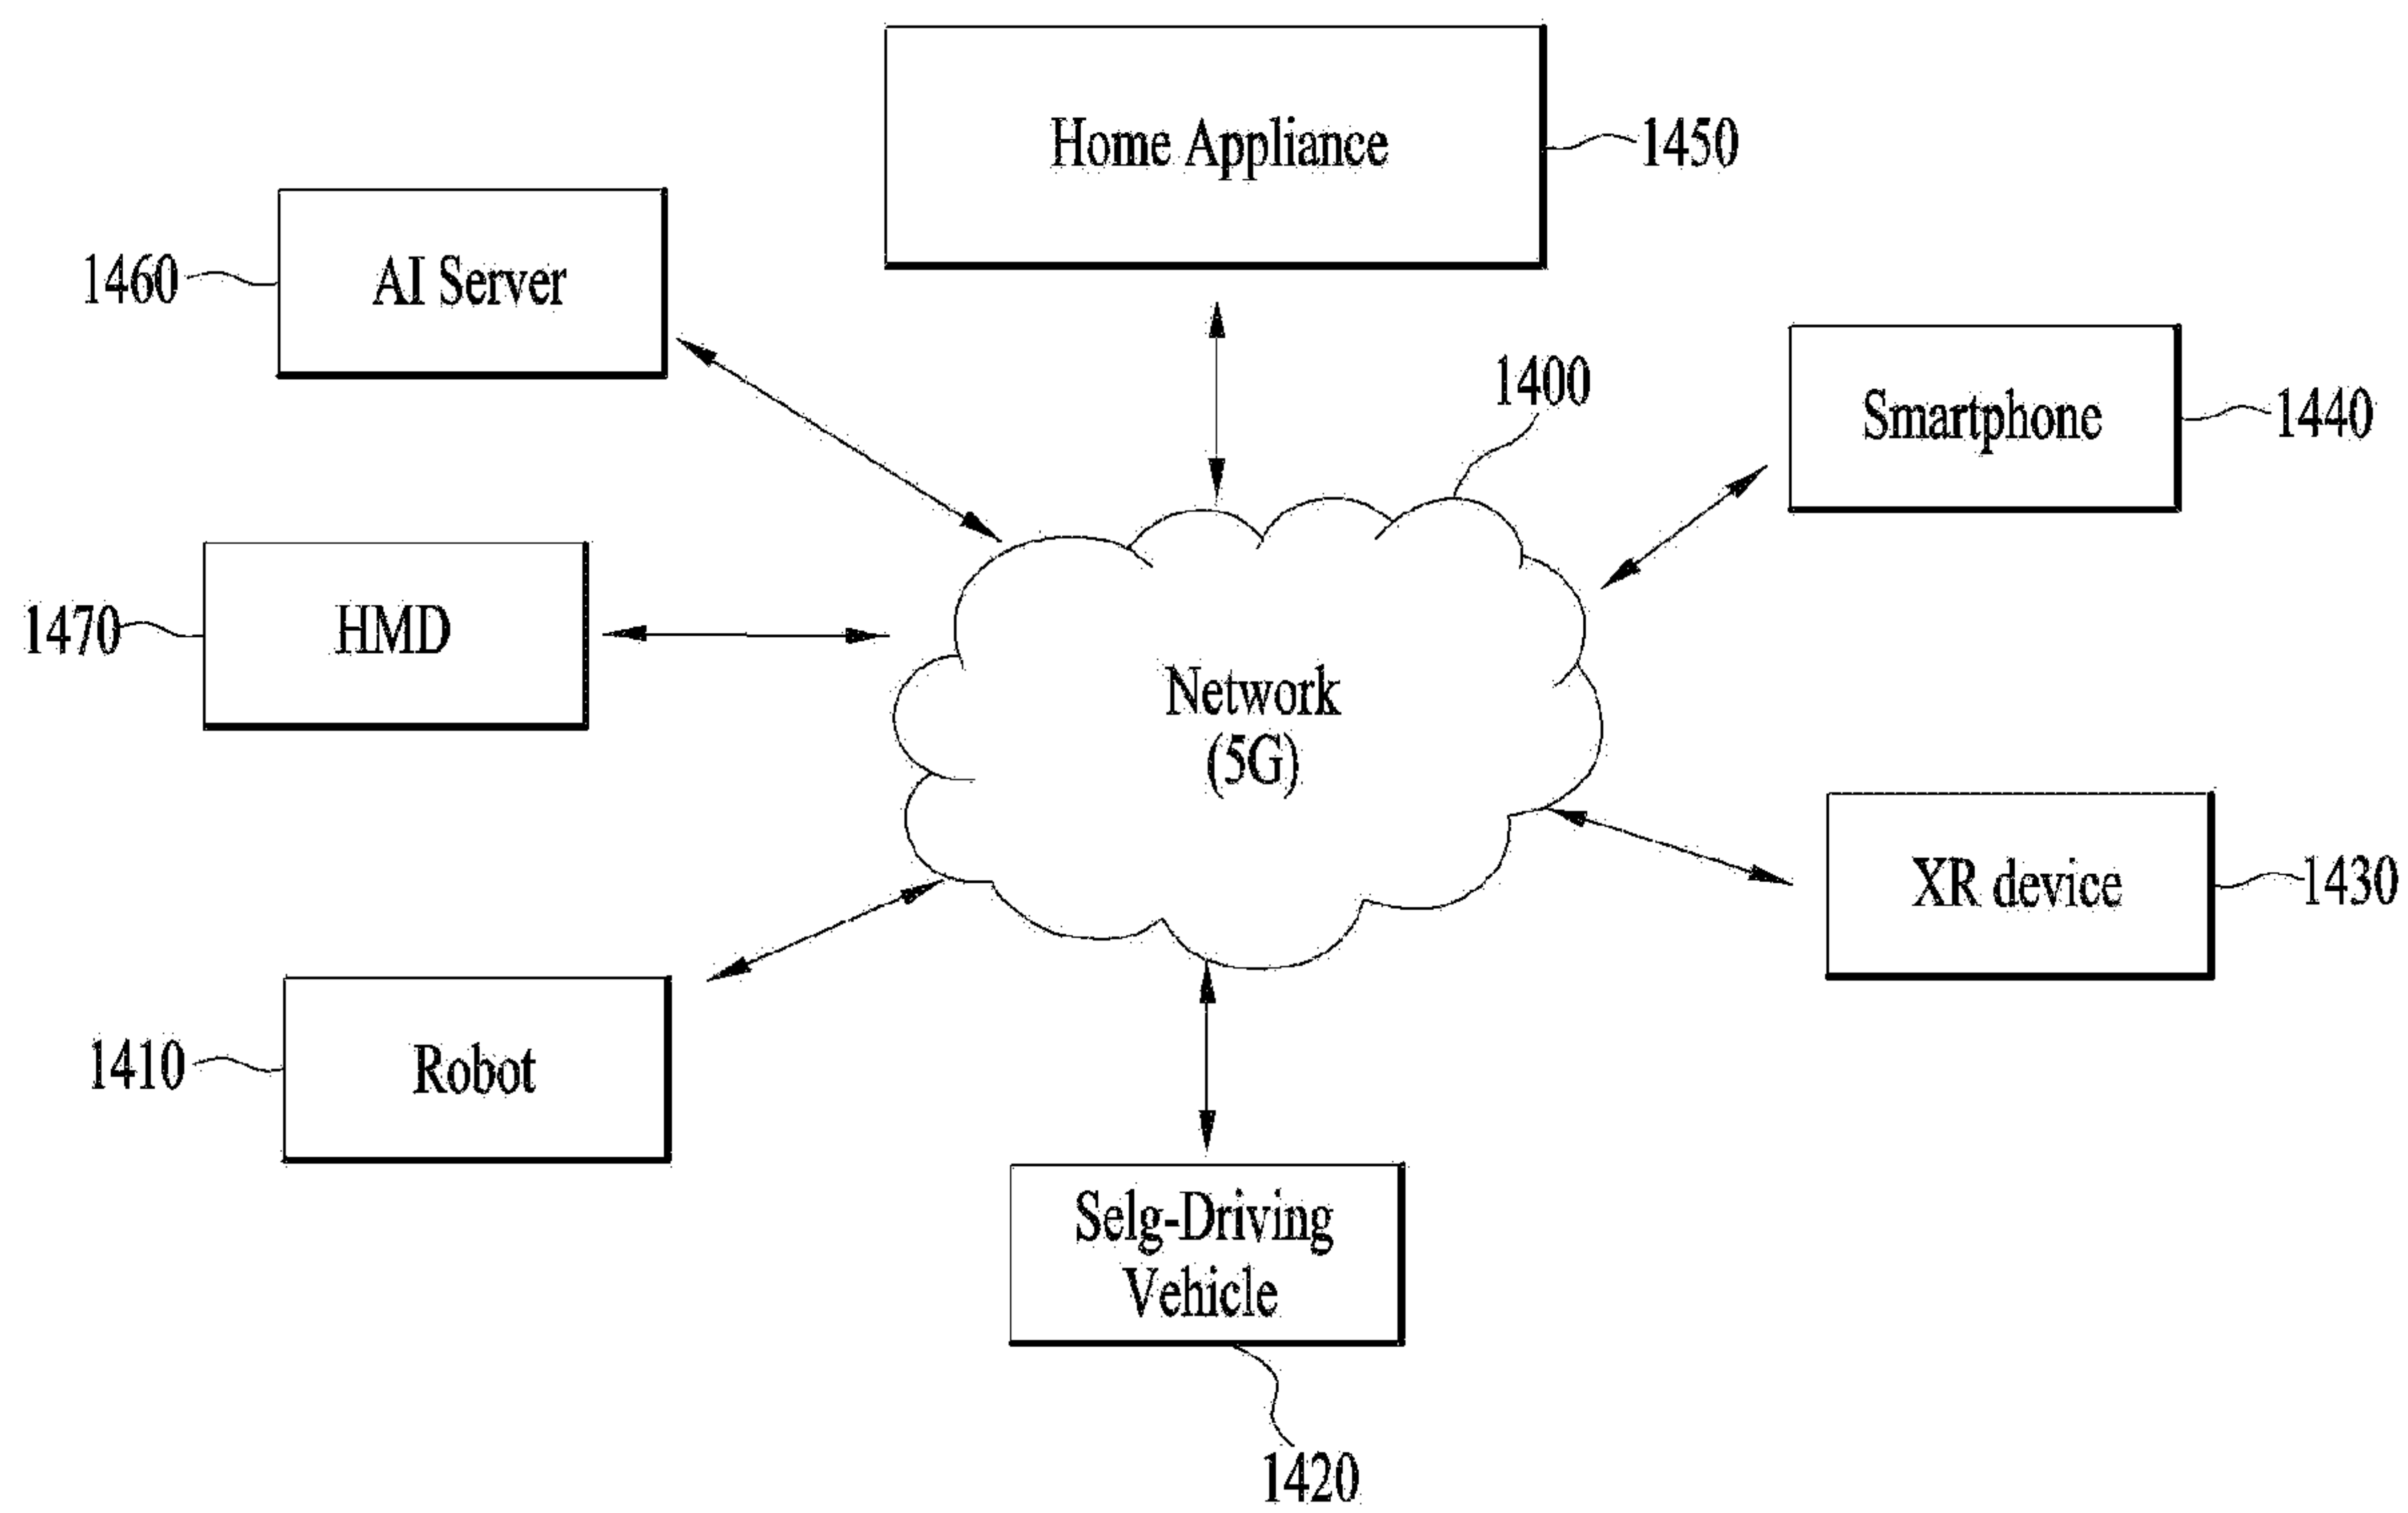 Home Appliance
1450
1460
AI Server
1400
Smartphone
1440
1470
HMD
Network
(5G)
XR device
1430
1410
Robot
Selg-Driving
Vehicle
1420